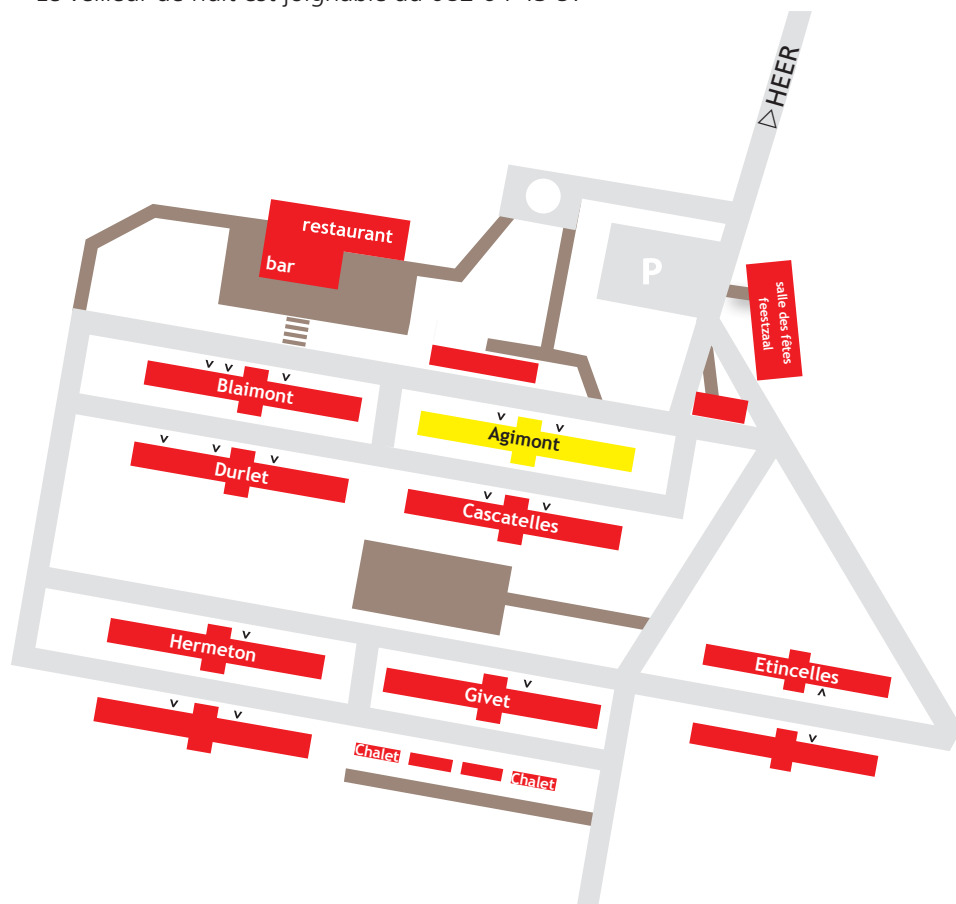 HEER
restaurant
bar
P
salle des fêtes
feestzaal
Blaimont
Agimont
Durlet
Cascatelles
Hermeton
Etincelles
Givet
Chalet
Chalet